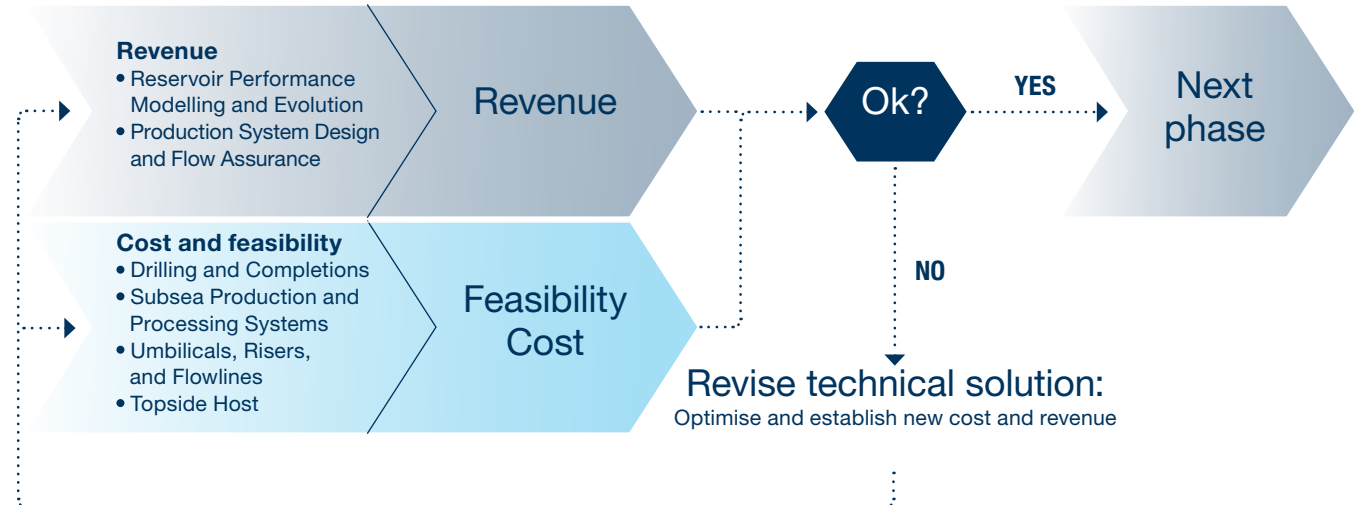 Revenue
• Reservoir Performance
Modelling and Evolution
• Production System Design
and Flow Assurance
Revenue
Ok?
YES
Next
phase
Cost and feasibility
• Drilling and Completions
• Subsea Production and
Processing Systems
• Umbilicals, Risers,
and Flowlines
• Topside Host
Feasibility
Cost
NO
Revise technical solution:
Optimise and establish new cost and revenue